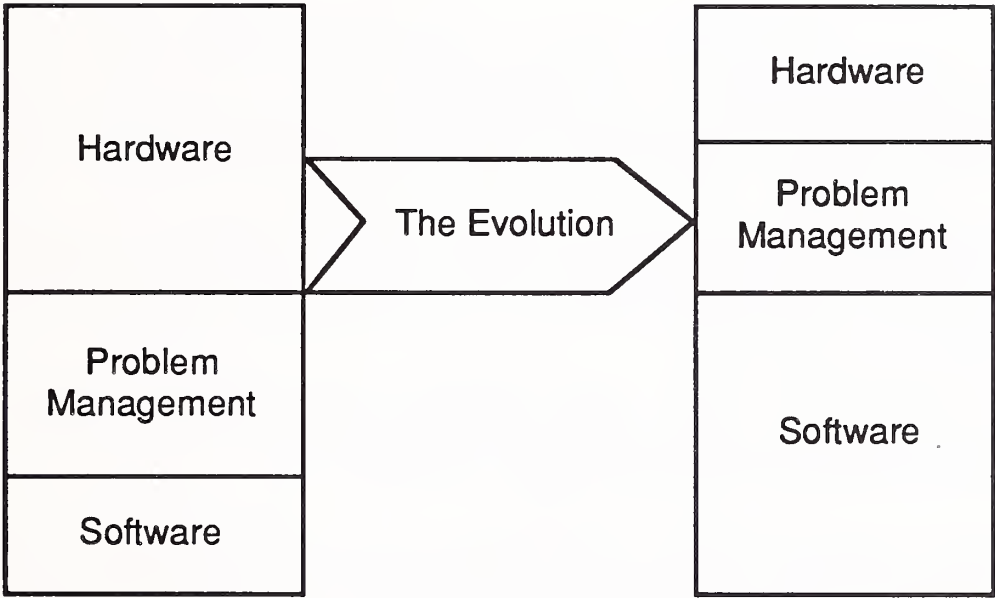 Hardware
Problem
Management
Software
The Evolution
Hardware
Problem
Management
Software